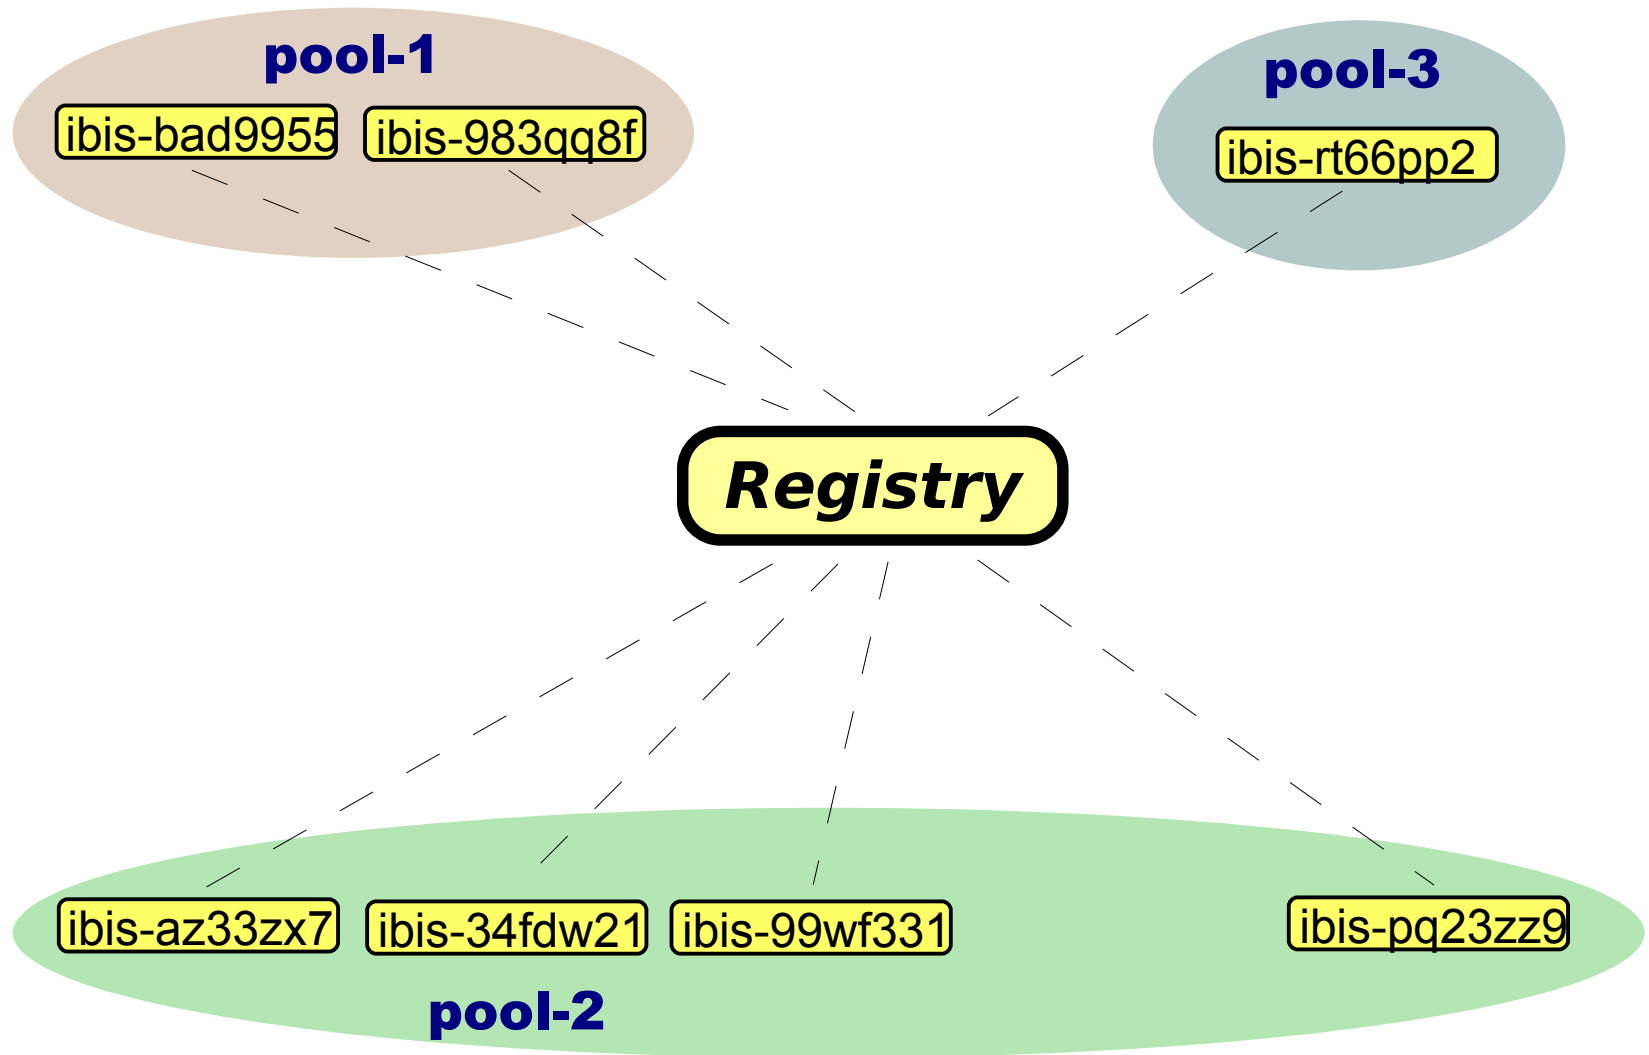 pool-1
ibis-bad9955
ibis-983qq8f
pool-3
ibis-rt66pp2
Registry
ibis-az33zx7
ibis-34fdw21
ibis-99wf331
ibis-pq23zz9
pool-2